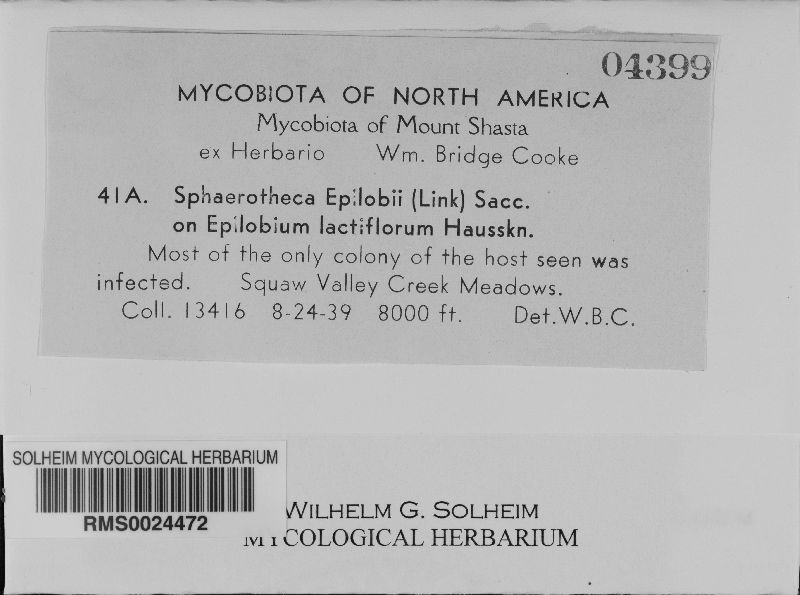 04399
MYCOBIOTA OF NORTH AMERICA
Mycobiota of Mount Shasta
ex Herbario Wm. Bridge Cooke
41A. Sphaerotheca Epilobii (Link) Sacc.
on Epilobium lactiflorum Hausskn.
Most of the only colony of the host seen was
infected. Squaw Valley Creek Meadows.
Coll. 13416 8-24-39 8000 ft. Det.W.B.C.
SOLHEIM MYCOLOGICAL HERBARIUM
RMS0024472
WILHELM G. SOLHEIM
MYCOLOGICAL HERBARIUM